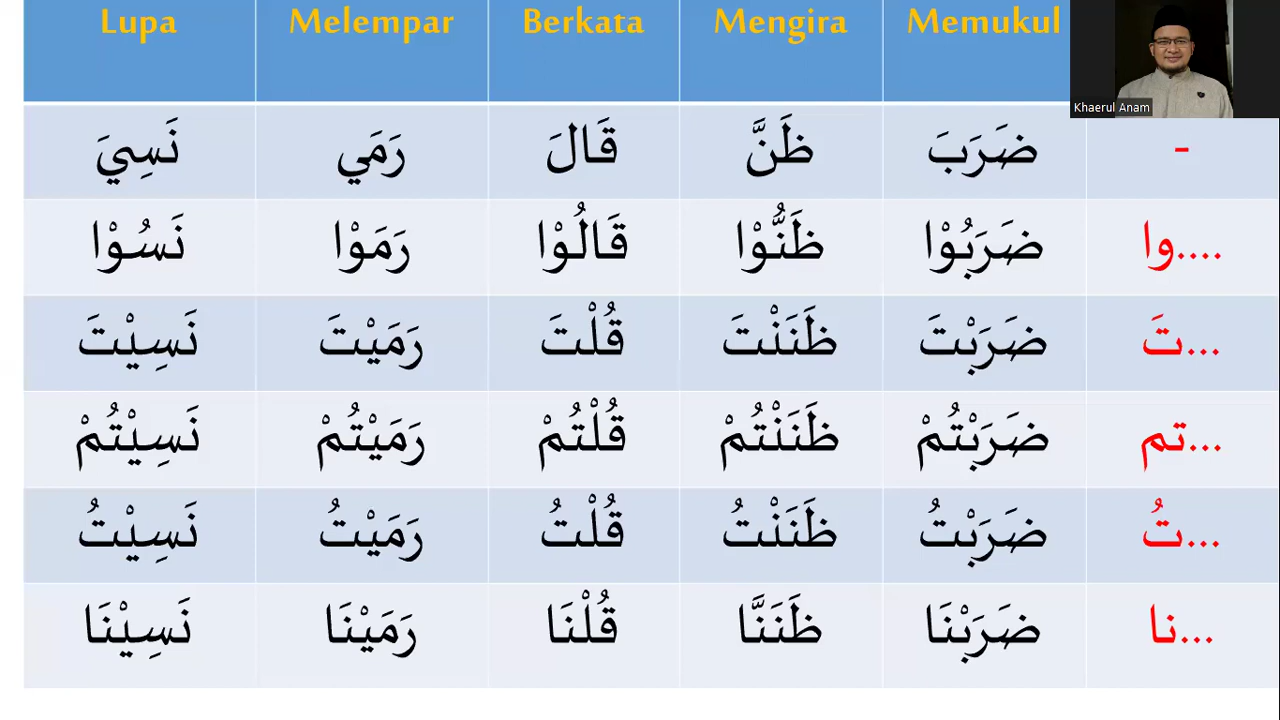 Lupa Melempar Berkata Mengira Memukul
Khaerul Anam
- ضَرَبَ ظَنَّ قَالَ رَمَي نَسِيَ
....وا ضَرَبُوْا ظَنُّوْا قَالُوْا رَمَوْا نَسُوْا
...تَ ضَرَبْتَ ظَنَنْتَ قُلْتَ رَمَيْتَ نَسِيْتَ
...تم ضَرَبْتُمْ ظَنَنْتُمْ قُلْتُمْ رَمَيْتُمْ نَسِيْتُمْ
...تُ ضَرَبْتُ ظَنَنْتُ قُلْتُ رَمَيْتُ نَسِيْتُ
...نا ضَرَبْنَا ظَنَنَّا قُلْنَا رَمَيْنَا نَسِيْنَا